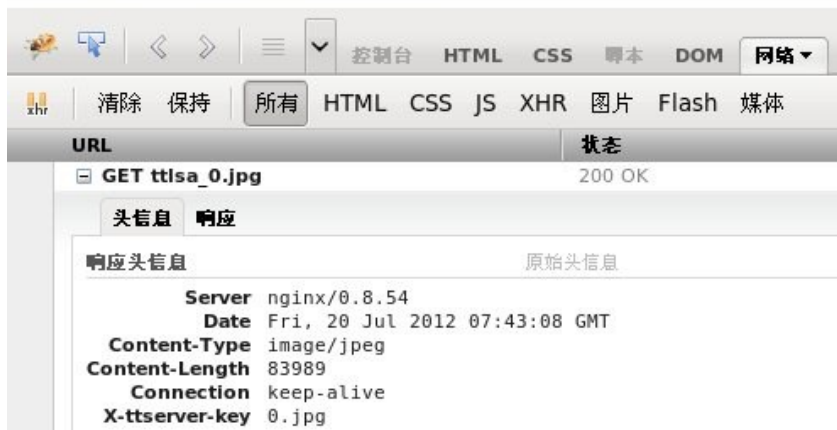 控制台 HTML CSS 脚本 DOM 网络
xhr 清除 保持 所有 HTML CSS JS XHR 图片 Flash 媒体
URL 状态
GET ttlsa_0.jpg 200 OK
头信息 响应
响应头信息 原始头信息
Server nginx/0.8.54
Date Fri, 20 Jul 2012 07:43:08 GMT
Content-Type image/jpeg
Content-Length 83989
Connection keep-alive
X-ttserver-key 0.jpg